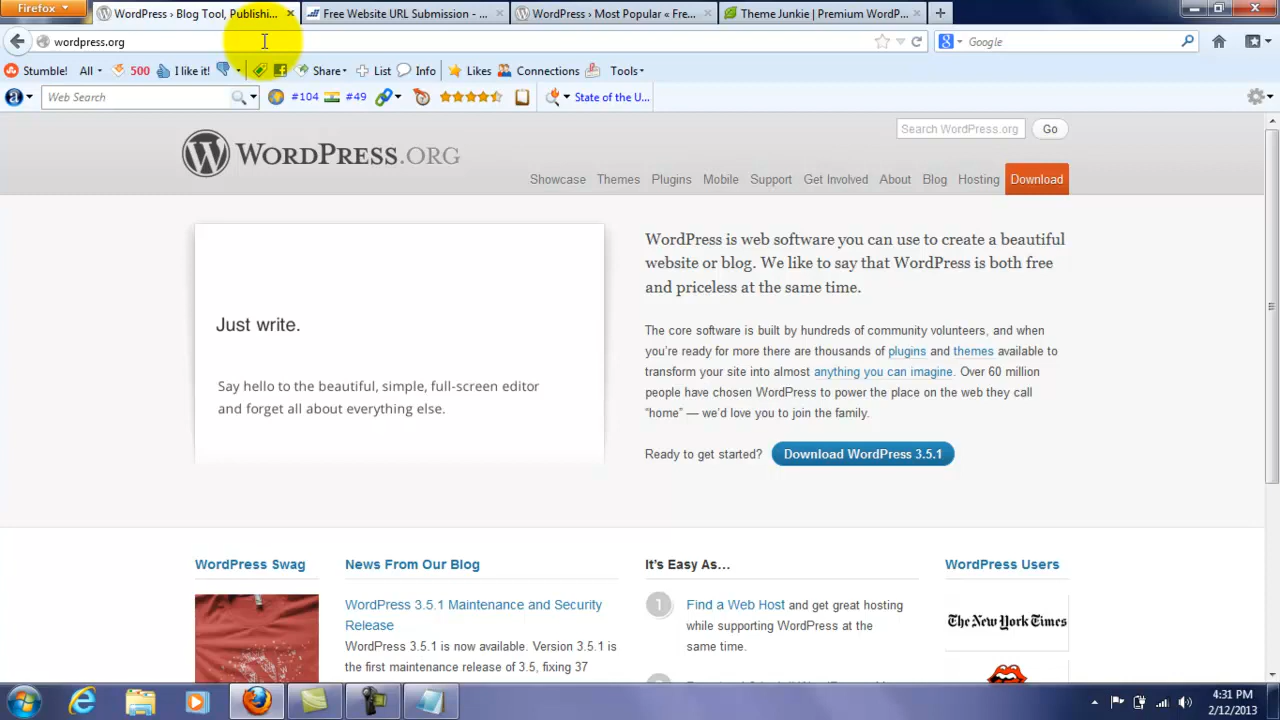 Firefox
WordPress › Blog Tool, Publishi...
Free Website URL Submission - ...
WordPress › Most Popular « Fre...
Theme Junkie | Premium WordP...
wordpress.org
Google
Stumble!
All
500
I like it!
Share
List
Info
Likes
Connections
Tools
Web Search
#104
#49
State of the U...
WORDPRESS.ORG
Search WordPress.org
Go
Showcase
Themes
Plugins
Mobile
Support
Get Involved
About
Blog
Hosting
Download
Just write.
Say hello to the beautiful, simple, full-screen editor
and forget all about everything else.
WordPress is web software you can use to create a beautiful
website or blog. We like to say that WordPress is both free
and priceless at the same time.
The core software is built by hundreds of community volunteers, and when
you’re ready for more there are thousands of plugins and themes available to
transform your site into almost anything you can imagine. Over 60 million
people have chosen WordPress to power the place on the web they call
“home” — we’d love you to join the family.
Ready to get started?
Download WordPress 3.5.1
WordPress Swag
News From Our Blog
WordPress 3.5.1 Maintenance and Security
Release
WordPress 3.5.1 is now available. Version 3.5.1 is
the first maintenance release of 3.5, fixing 37
It’s Easy As…
1
Find a Web Host and get great hosting
while supporting WordPress at the
same time.
WordPress Users
The New York Times
4:31 PM
2/12/2013